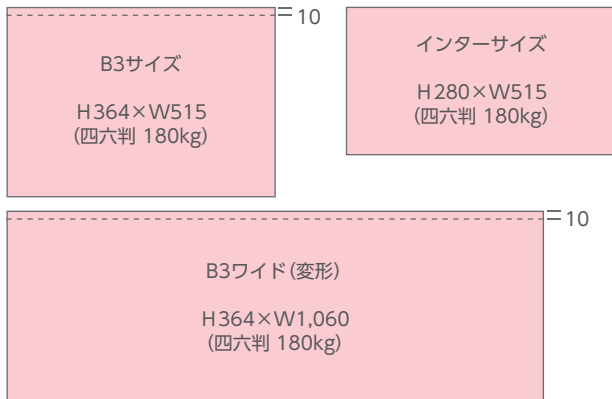 10
B3サイズ
H364×W515
(四六判 180kg)
インターサイズ
H280×W515
(四六判 180kg)
10
B3ワイド(変形)
H364×W1,060
(四六判 180kg)